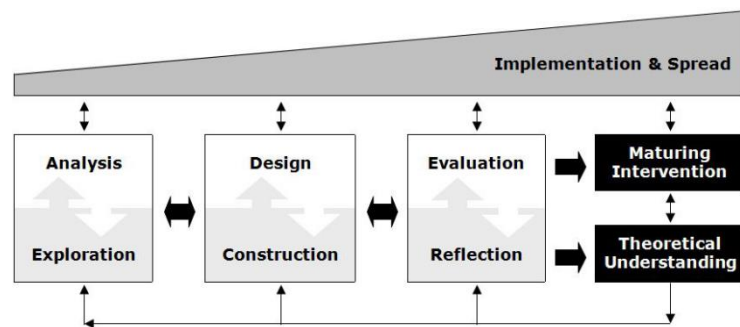 Implementation & Spread
Analysis
Exploration
Design
Construction
Evaluation
Reflection
Maturing
Intervention
Theoretical
Understanding